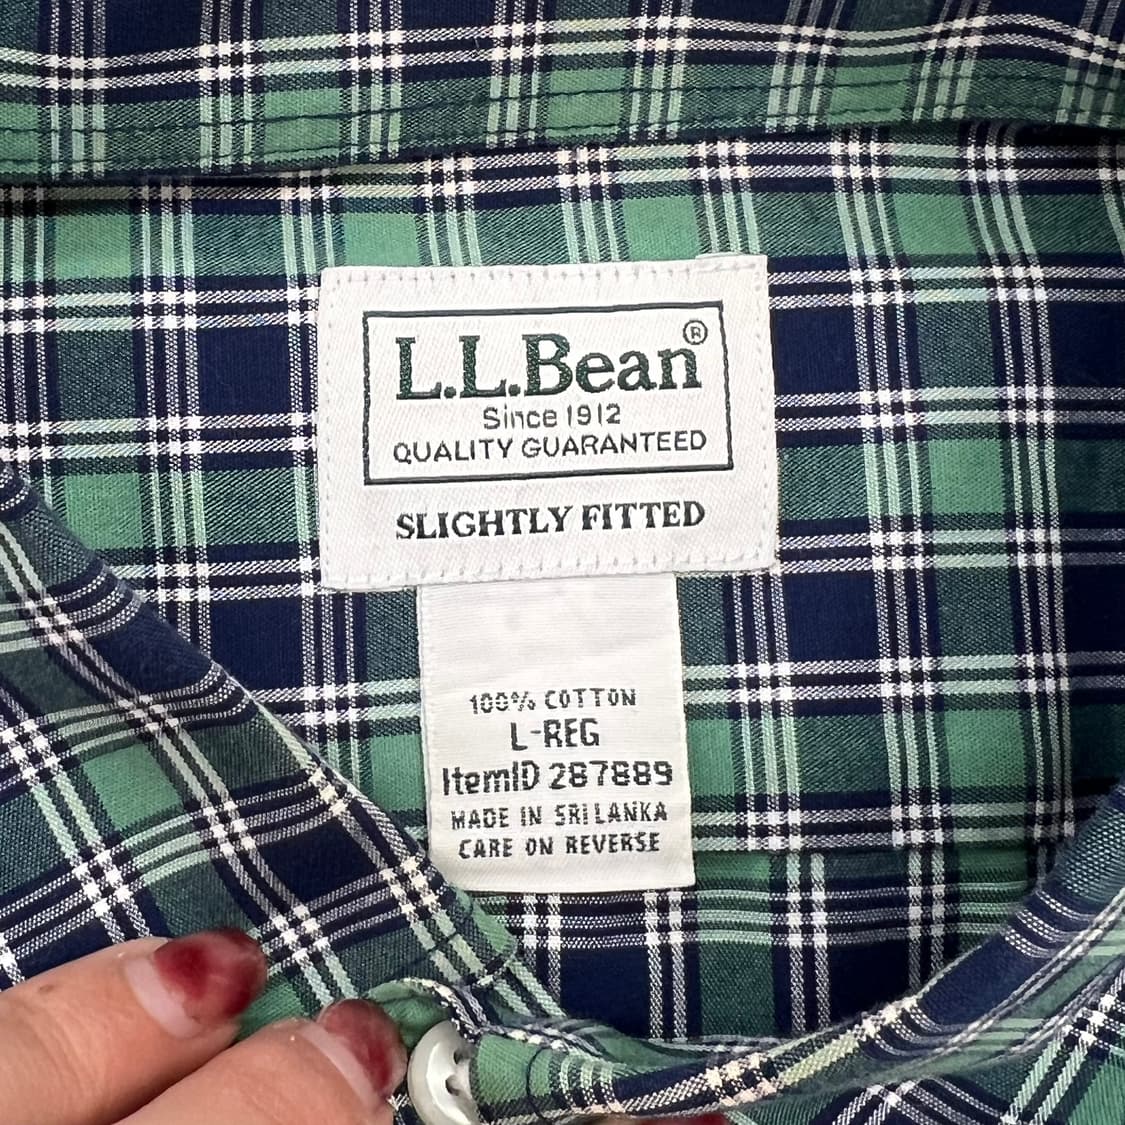 L.L.Bean®
Since 1912
QUALITY GUARANTEED
SLIGHTLY FITTED
100% COTTON
L-REG
ItemID 287889
MADE IN SRI LANKA
CARE ON REVERSE